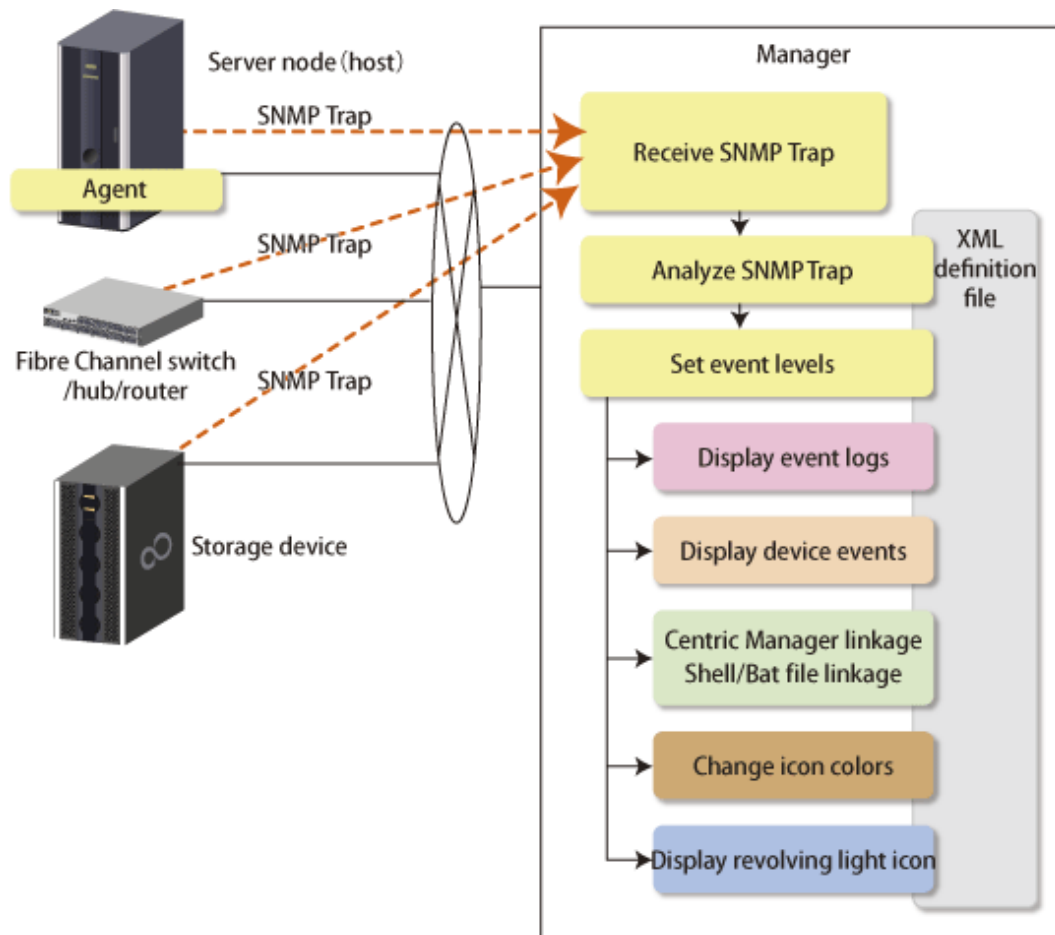 Server node(host)
SNMP Trap
Agent
SNMP Trap
Fibre Channel switch
/hub/router
SNMP Trap
Storage device
Manager
Receive SNMP Trap
XML
definition
file
Analyze SNMP Trap
Set event levels
Display event logs
Display device events
Centric Manager linkage
Shell/Bat file linkage
Change icon colors
Display revolving light icon